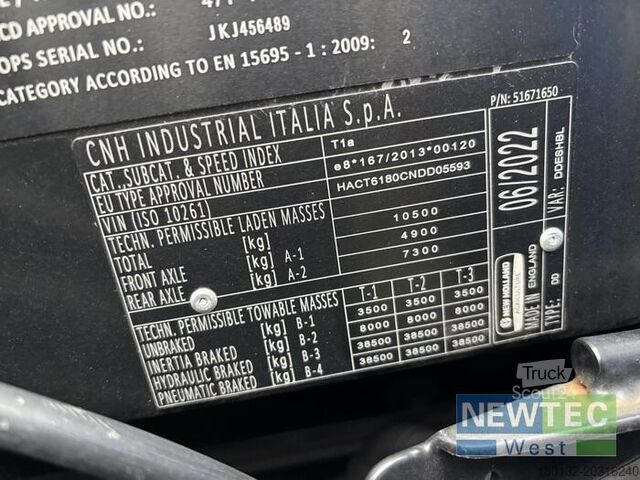 CD APPROVAL NO.:
OPS SERIAL NO.: JKJ456489
CATEGORY ACCORDING TO EN 15695-1:2009: 2
P/N: 51671650
CNH INDUSTRIAL ITALIA S.p.A.
CAT.,SUBCAT. & SPEED INDEX T1a
EU TYPE APPROVAL NUMBER e8*167/2013*00120
VIN (ISO 10261) HACT6180CNDD05593
TECHN. PERMISSIBLE LADEN MASSES
TOTAL [kg] 10500
FRONT AXLE [kg] A-1 4900
REAR AXLE [kg] A-2 7300
TECHN. PERMISSIBLE TOWABLE MASSES T-1 T-2 T-3
UNBRAKED [kg] B-1 3500 3500 3500
INERTIA BRAKED [kg] B-2 8000 8000 8000
HYDRAULIC BRAKED [kg] B-3 38500 38500 38500
PNEUMATIC BRAKED [kg] B-4 38500 38500 38500
06/2022
VAR: DDESHBL
NEW HOLLAND
MADE IN ENGLAND
TYPE: DD
Truck
Scout24
NEWTEC
West